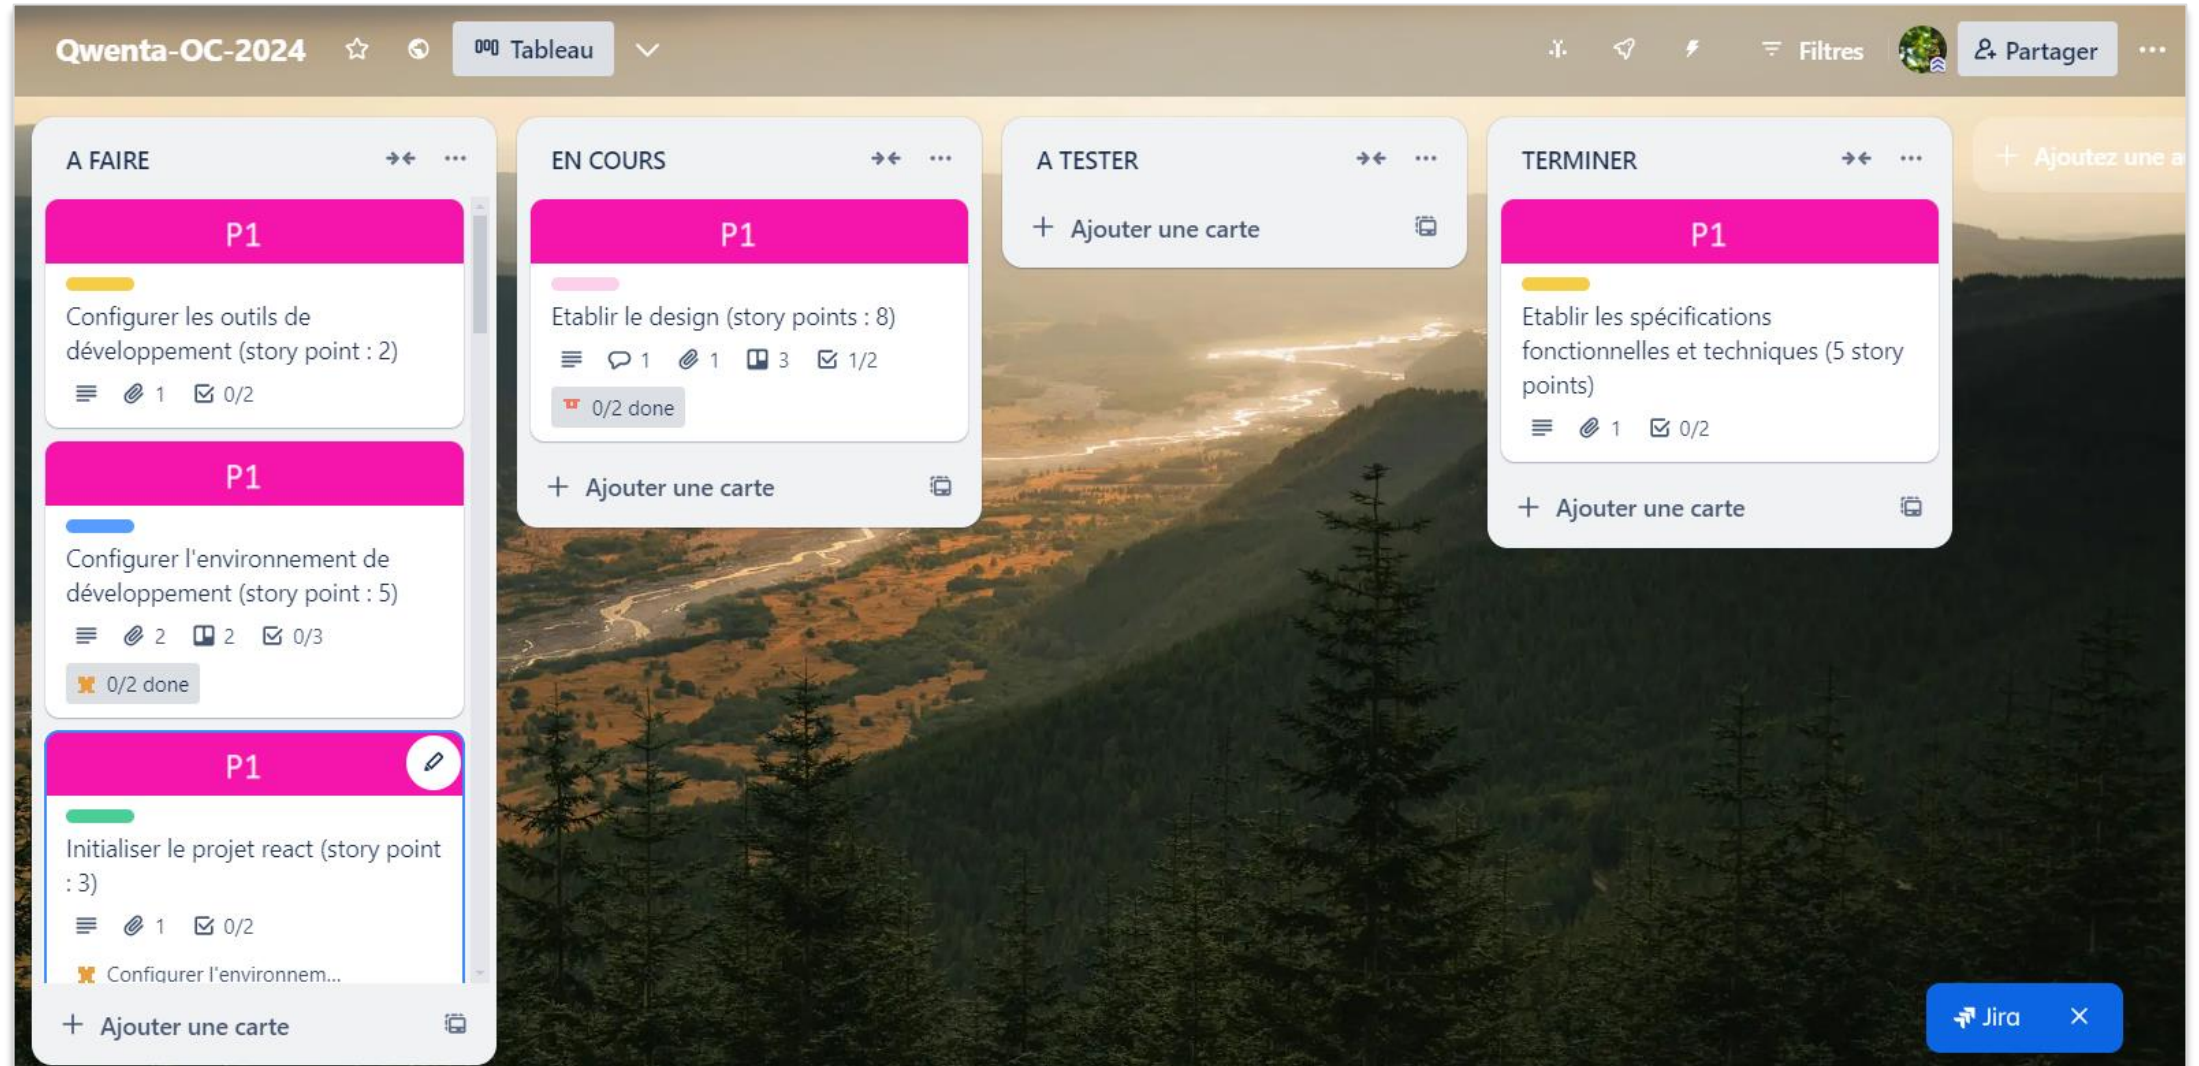 Qwenta-OC-2024
Tableau
Filtres
Partager
A FAIRE
P1
Configurer les outils de
développement (story point : 2)
1
0/2
P1
Configurer l'environnement de
développement (story point : 5)
2
2
0/3
0/2 done
P1
Initialiser le projet react (story point
: 3)
1
0/2
Configurer l'environnem...
+ Ajouter une carte
EN COURS
P1
Etablir le design (story points : 8)
1
1
3
1/2
0/2 done
+ Ajouter une carte
A TESTER
+ Ajouter une carte
TERMINER
P1
Etablir les spécifications
fonctionnelles et techniques (5 story
points)
1
0/2
+ Ajouter une carte
+ Ajoutez une a
Jira